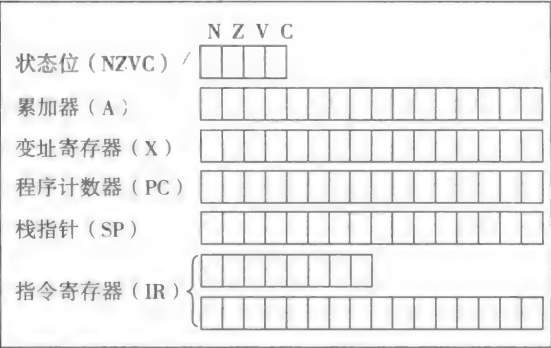 N Z V C
状态位（NZVC）
累加器（A）
变址寄存器（X）
程序计数器（PC）
栈指针（SP）
指令寄存器（IR）